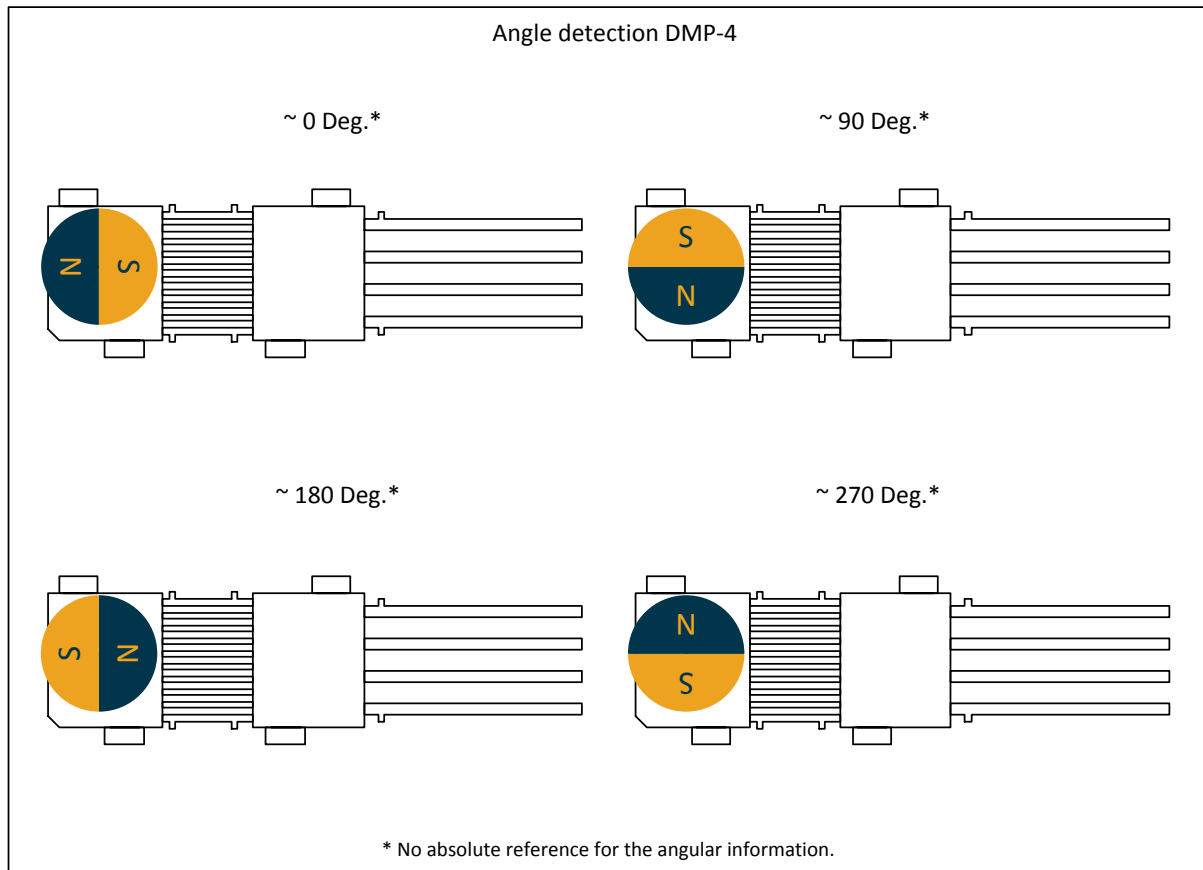 Angle detection DMP-4
~ 0 Deg.*
~ 90 Deg.*
N S
S
N
~ 180 Deg.*
~ 270 Deg.*
S N
N
S
* No absolute reference for the angular information.